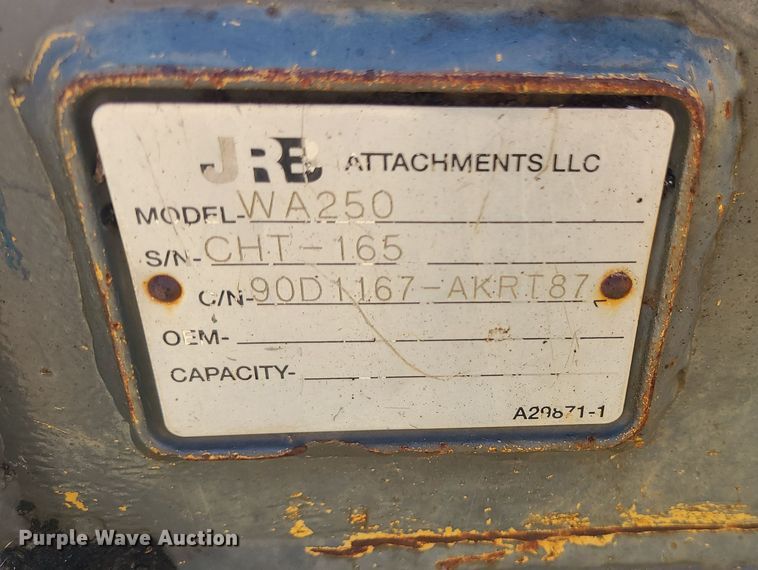 JRB ATTACHMENTS LLC
MODEL-WA250
S/N-CHT-165
C/N-90D1167-AKRT87
OEM-
CAPACITY-
A29871-1
Purple Wave Auction